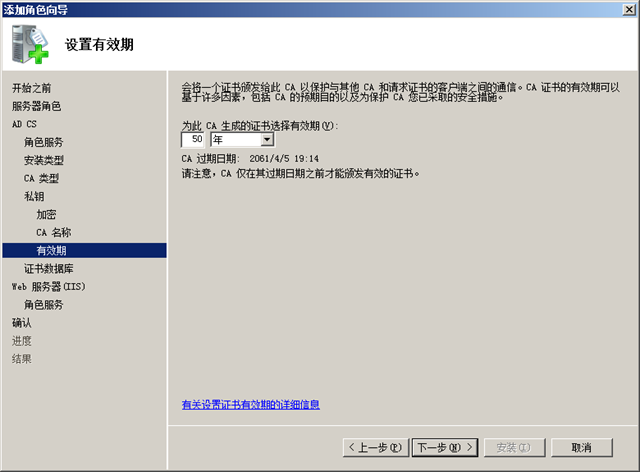 添加角色向导
设置有效期
开始之前
服务器角色
AD CS
角色服务
安装类型
CA 类型
私钥
加密
CA 名称
有效期
证书数据库
Web 服务器(IIS)
角色服务
确认
进度
结果
会将一个证书颁发给此 CA 以保护与其他 CA 和请求证书的客户端之间的通信。CA 证书的有效期可以
基于许多因素，包括 CA 的预期目的以及为保护 CA 您已采取的安全措施。
为此 CA 生成的证书选择有效期(V):
50 年
CA 过期日期: 2061/4/5 19:14
请注意，CA 仅在其过期日期之前才能颁发有效的证书。
有关设置证书有效期的详细信息
< 上一步(P) 下一步(N) > 安装(I) 取消